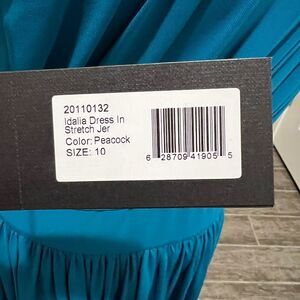 20110132
Idalia Dress In
Stretch Jer
Color: Peacock
SIZE: 10
6 28709 41905 5